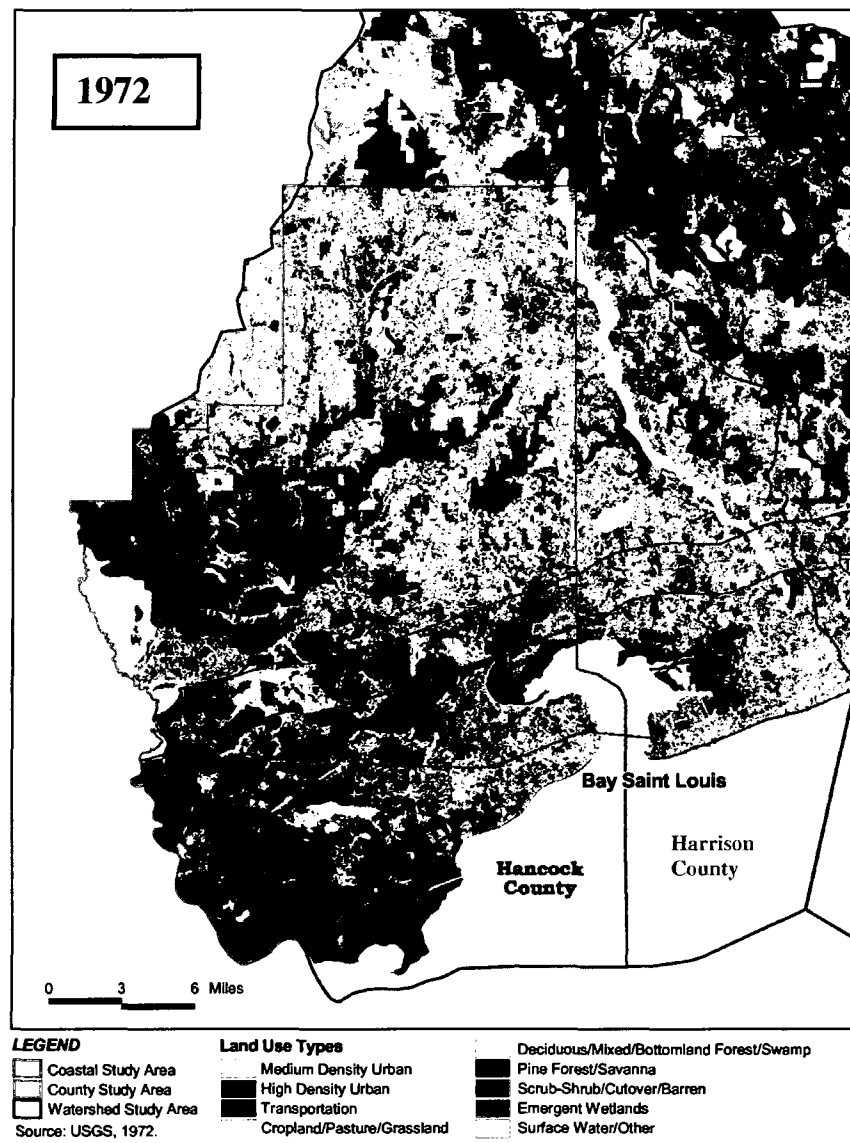 1972
Bay Saint Louis
Harrison
County
Hancock
County
0 3 6 Miles
LEGEND
Coastal Study Area
County Study Area
Watershed Study Area
Source: USGS, 1972.
Land Use Types
Medium Density Urban
High Density Urban
Transportation
Cropland/Pasture/Grassland
Deciduous/Mixed/Bottomland Forest/Swamp
Pine Forest/Savanna
Scrub-Shrub/Cutover/Barren
Emergent Wetlands
Surface Water/Other